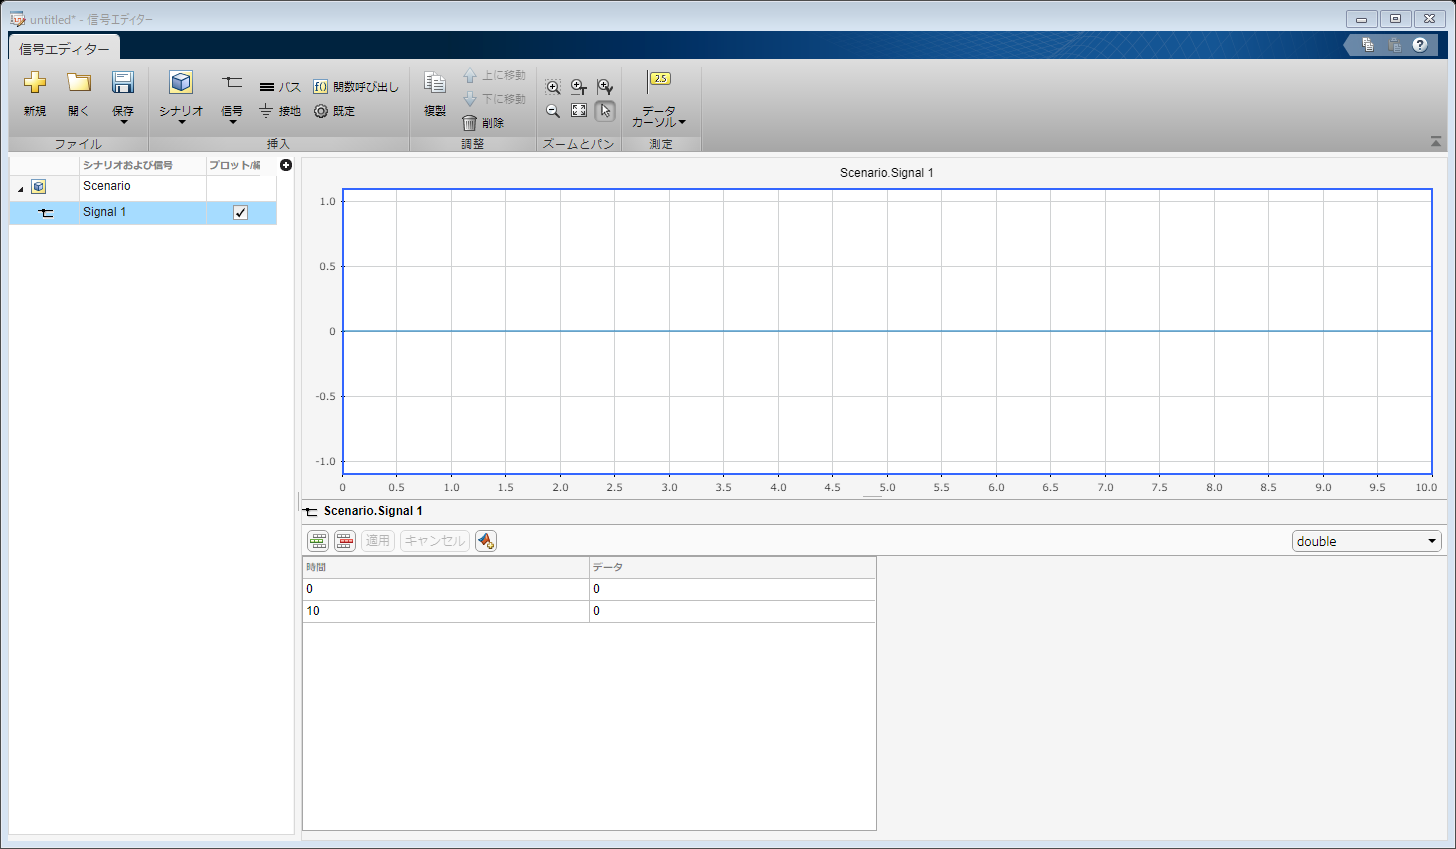 untitled* - 信号エディター
信号エディター
新規
開く
保存
シナリオ
信号
バス
接地
関数呼び出し
既定
複製
上に移動
下に移動
削除
2.5
データ
カーソル
ファイル
挿入
調整
ズームとパン
測定
シナリオおよび信号 プロット/
Scenario
Signal 1
Scenario.Signal 1
1.0
0.5
0
-0.5
-1.0
0 0.5 1.0 1.5 2.0 2.5 3.0 3.5 4.0 4.5 5.0 5.5 6.0 6.5 7.0 7.5 8.0 8.5 9.0 9.5 10.0
Scenario.Signal 1
適用 キャンセル double
時間 データ
0 0
10 0